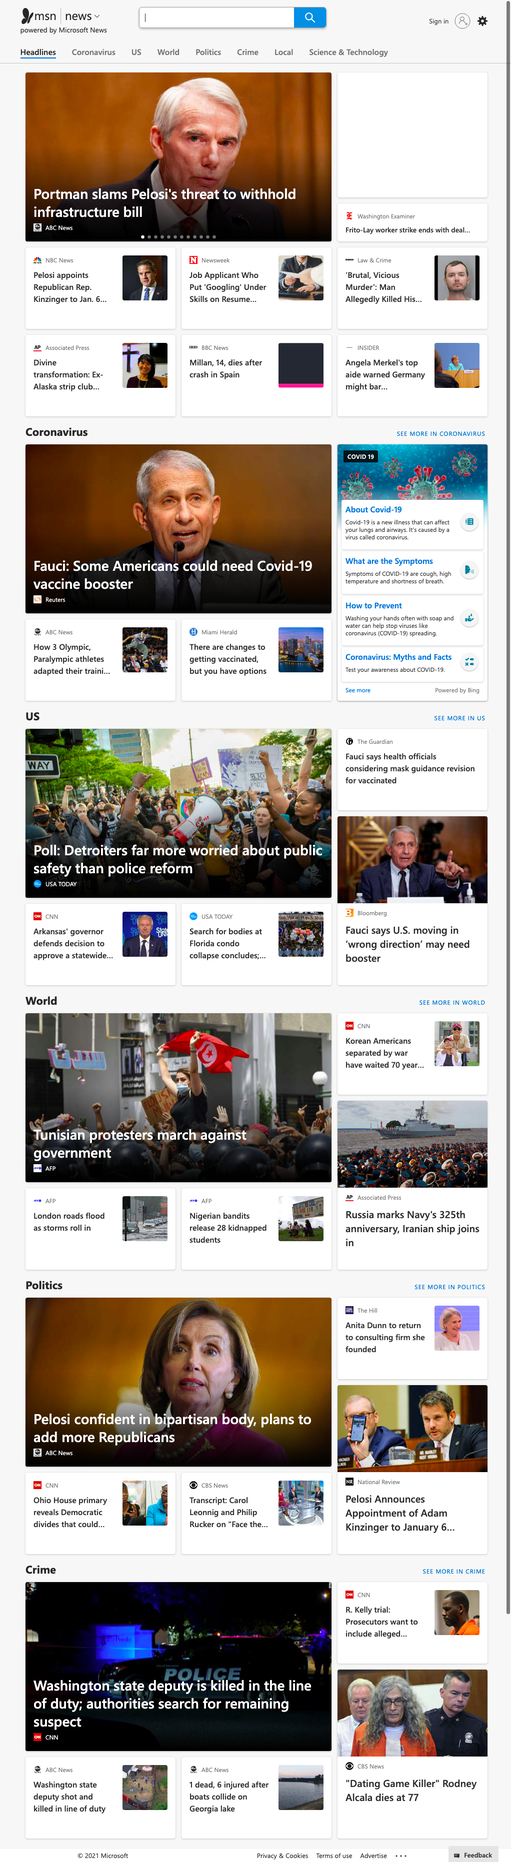 msn news
powered by Microsoft News
Sign in
Headlines Coronavirus US World Politics Crime Local Science & Technology
Portman slams Pelosi's threat to withhold
infrastructure bill
ABC News
Washington Examiner
Frito-Lay worker strike ends with deal...
NBC News
Pelosi appoints
Republican Rep.
Kinzinger to Jan. 6...
Newsweek
Job Applicant Who
Put 'Googling' Under
Skills on Resume...
Law & Crime
'Brutal, Vicious
Murder': Man
Allegedly Killed His...
AP Associated Press
Divine
transformation: Ex-
Alaska strip club...
BBC News
Millan, 14, dies after
crash in Spain
INSIDER
Angela Merkel's top
aide warned Germany
might bar...
Coronavirus
SEE MORE IN CORONAVIRUS
Fauci: Some Americans could need Covid-19
vaccine booster
Reuters
COVID 19
About Covid-19
Covid-19 is a new illness that can affect
your lungs and airways. It's caused by a
virus called coronavirus.
What are the Symptoms
Symptoms of COVID-19 are cough, high
temperature and shortness of breath.
How to Prevent
Washing your hands often with soap and
water can help stop viruses like
coronavirus (COVID-19) spreading.
Coronavirus: Myths and Facts
Test your awareness about COVID-19.
See more Powered by Bing
ABC News
How 3 Olympic,
Paralympic athletes
adapted their traini...
Miami Herald
There are changes to
getting vaccinated,
but you have options
US
SEE MORE IN US
WAY
Poll: Detroiters far more worried about public
safety than police reform
USA TODAY
The Guardian
Fauci says health officials
considering mask guidance revision
for vaccinated
Bloomberg
Fauci says U.S. moving in
'wrong direction' may need
booster
CNN
Arkansas' governor
defends decision to
approve a statewide...
USA TODAY
Search for bodies at
Florida condo
collapse concludes;...
World
SEE MORE IN WORLD
Tunisian protesters march against
government
AFP
CNN
Korean Americans
separated by war
have waited 70 year...
AP Associated Press
Russia marks Navy's 325th
anniversary, Iranian ship joins
in
AFP
London roads flood
as storms roll in
AFP
Nigerian bandits
release 28 kidnapped
students
Politics
SEE MORE IN POLITICS
Pelosi confident in bipartisan body, plans to
add more Republicans
ABC News
The Hill
Anita Dunn to return
to consulting firm she
founded
National Review
Pelosi Announces
Appointment of Adam
Kinzinger to January 6...
CNN
Ohio House primary
reveals Democratic
divides that could...
CBS News
Transcript: Carol
Leonnig and Philip
Rucker on "Face the...
Crime
SEE MORE IN CRIME
POLICE
Washington state deputy is killed in the line
of duty; authorities search for remaining
suspect
CNN
CNN
R. Kelly trial:
Prosecutors want to
include alleged...
CBS News
"Dating Game Killer" Rodney
Alcala dies at 77
ABC News
Washington state
deputy shot and
killed in line of duty
ABC News
1 dead, 6 injured after
boats collide on
Georgia lake
© 2021 Microsoft Privacy & Cookies Terms of use Advertise ... Feedback